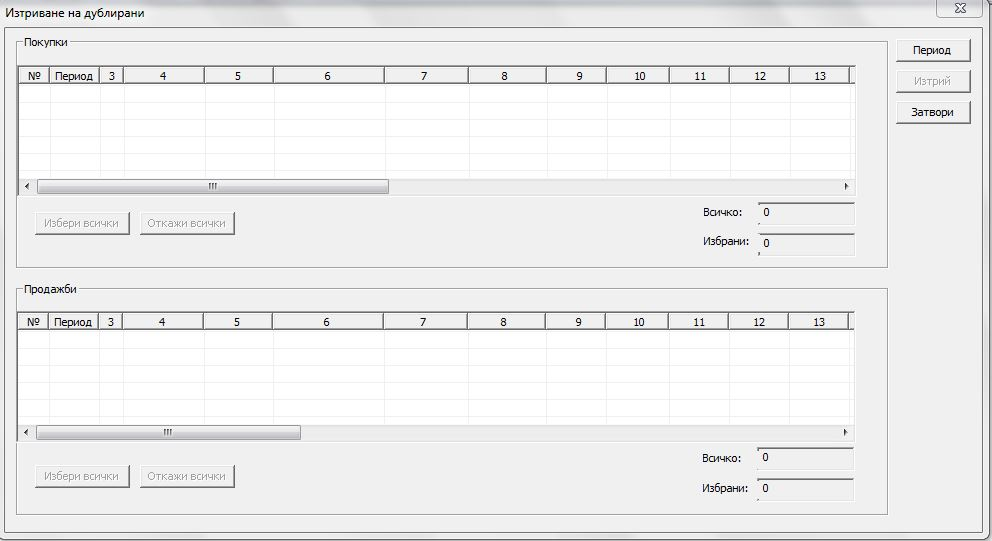 Изтриване на дублирани
Покупки
Период
№ Период 3 4 5 6 7 8 9 10 11 12 13
Изтрий
Затвори
Избери всички Откажи всички
Всичко: 0
Избрани: 0
Продажби
№ Период 3 4 5 6 7 8 9 10 11 12 13
Избери всички Откажи всички
Всичко: 0
Избрани: 0